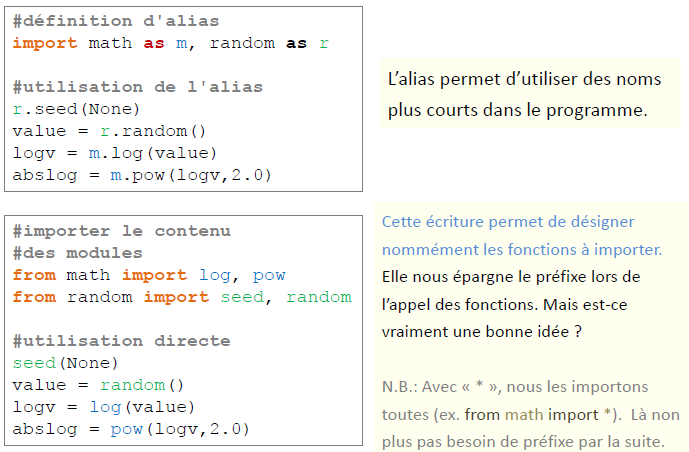 #définition d'alias
import math as m, random as r
#utilisation de l'alias
r.seed(None)
value = r.random()
logv = m.log(value)
abslog = m.pow(logv,2.0)
L’alias permet d’utiliser des noms
plus courts dans le programme.
#importer le contenu
#des modules
from math import log, pow
from random import seed, random
#utilisation directe
seed(None)
value = random()
logv = log(value)
abslog = pow(logv,2.0)
Cette écriture permet de désigner
nommément les fonctions à importer.
Elle nous épargne le préfixe lors de
l’appel des fonctions. Mais est-ce
vraiment une bonne idée ?
N.B.: Avec « * », nous les importons
toutes (ex. from math import *).  Là non
plus pas besoin de préfixe par la suite.